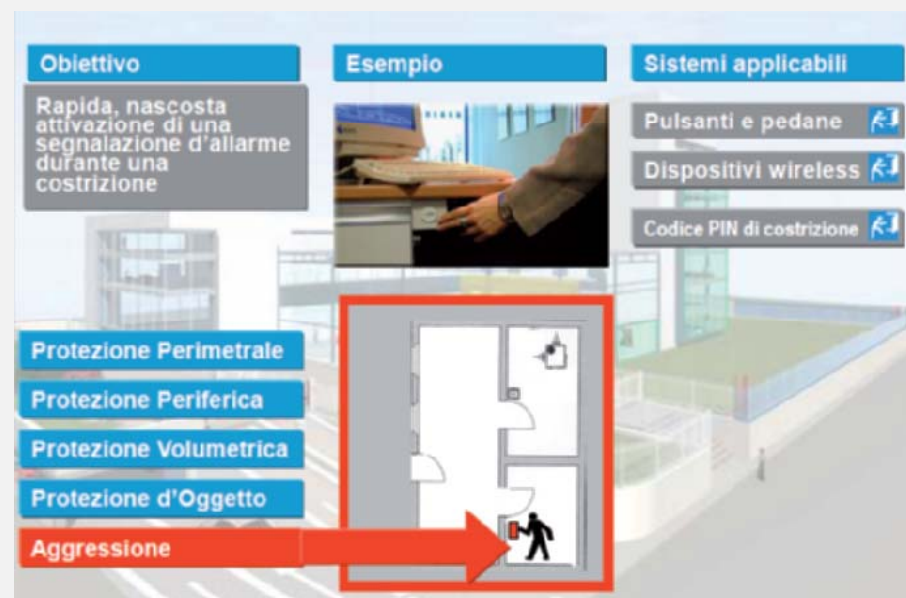 Obiettivo
Rapida, nascosta
attivazione di una
segnalazione d'allarme
durante una
costrizione
Esempio
Sistemi applicabili
Pulsanti e pedane
Dispositivi wireless
Codice PIN di costrizione
Protezione Perimetrale
Protezione Periferica
Protezione Volumetrica
Protezione d'Oggetto
Aggressione